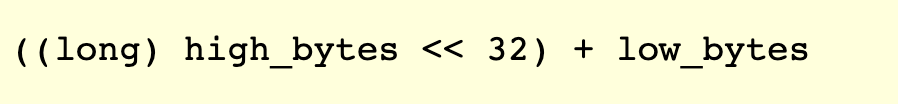 ((long) high_bytes << 32) + low_bytes